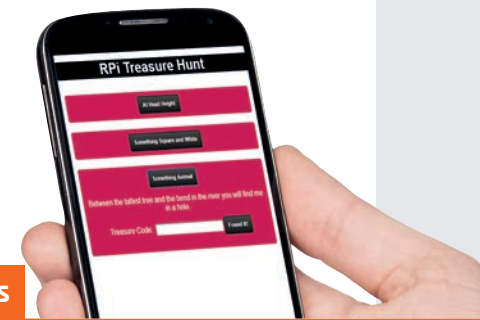 RPi Treasure Hunt
At Head Height
Something Square and White
Something Animal
Between the tallest tree and the bend in the river you will find me
in a hole.
Treasure Code:
Found it!
s